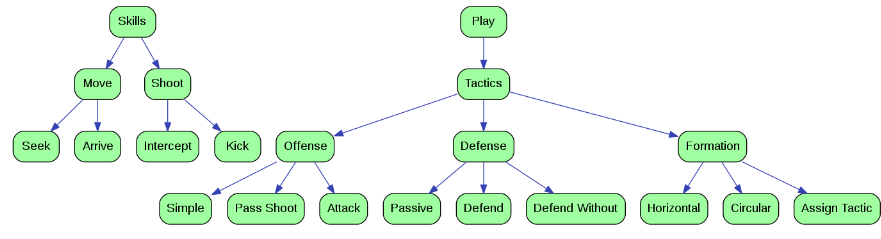 Skills
Play
Move
Shoot
Tactics
Seek
Arrive
Intercept
Kick
Offense
Defense
Formation
Simple
Pass Shoot
Attack
Passive
Defend
Defend Without
Horizontal
Circular
Assign Tactic